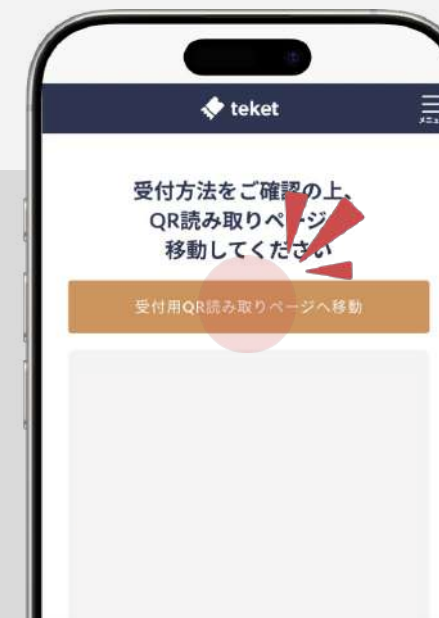 teket
メニュー
受付方法をご確認の上、
QR読み取りページ
移動してください
受付用QR読み取りページへ移動